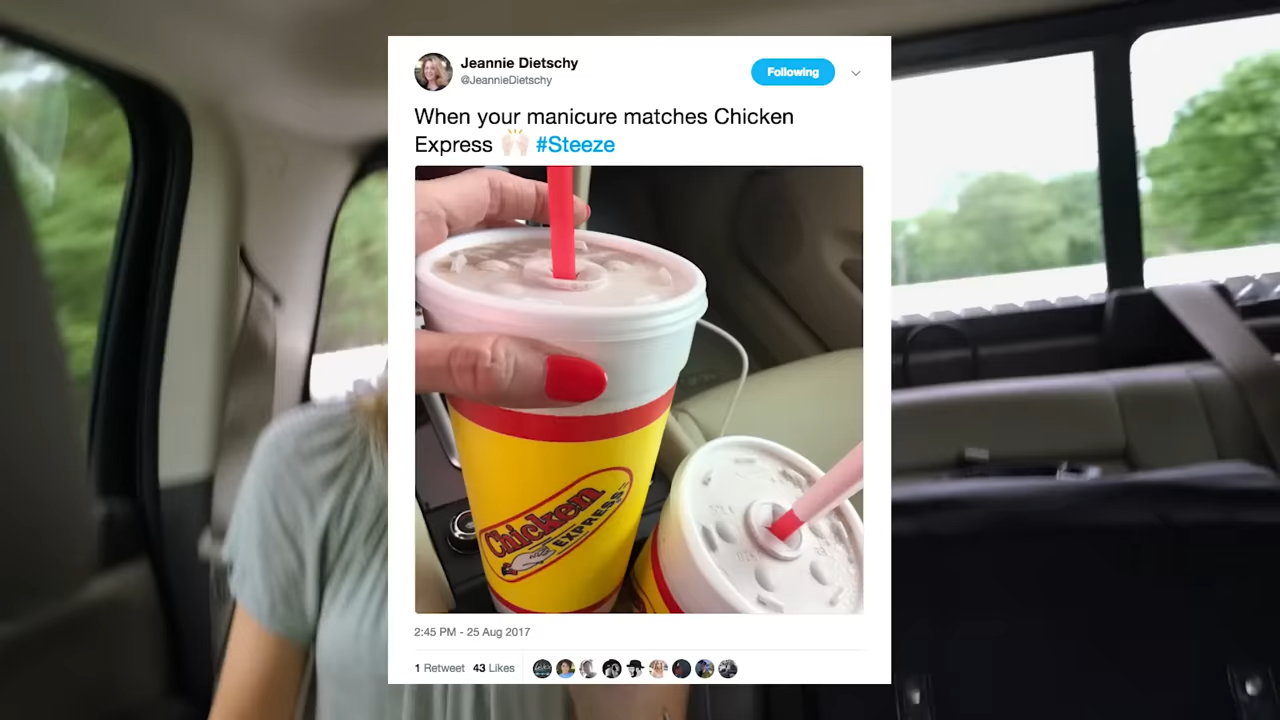 Jeannie Dietschy
@JeannieDietschy
Following
When your manicure matches Chicken
Express 🙌🏻 #Steeze
Chicken
EXPRESS
2:45 PM - 25 Aug 2017
1 Retweet 43 Likes